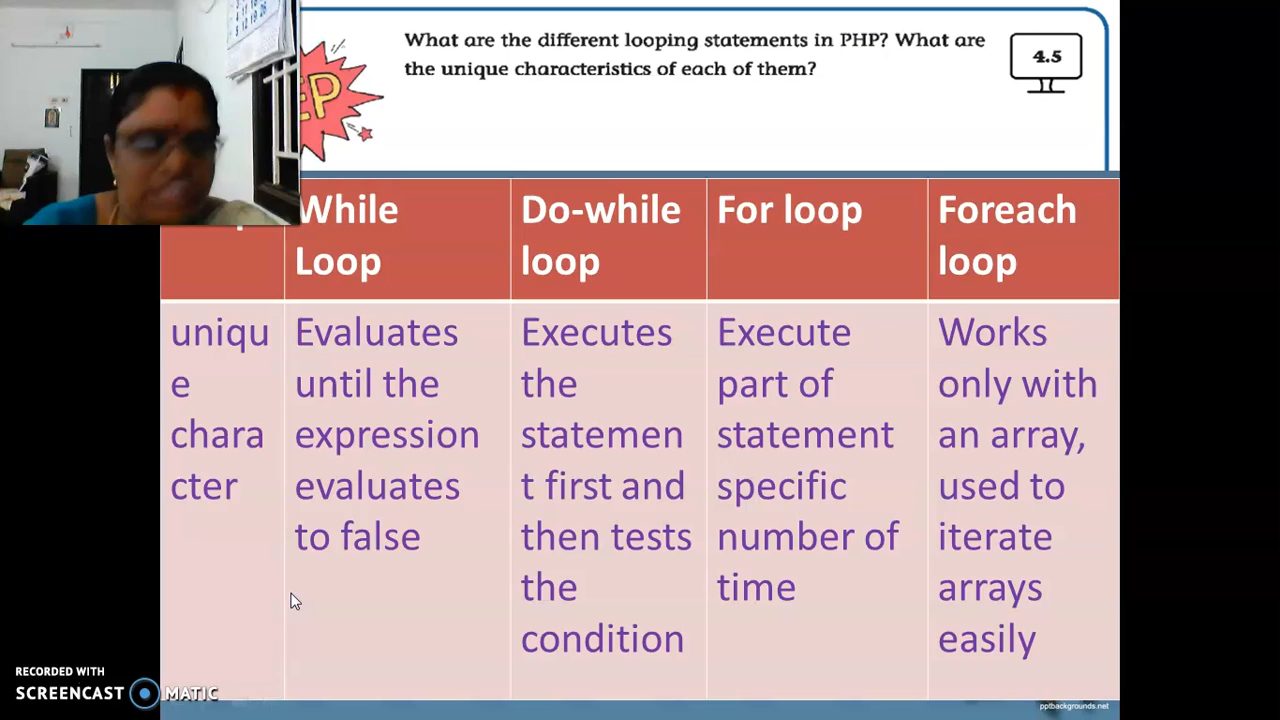 What are the different looping statements in PHP? What are
the unique characteristics of each of them?
4.5
EP
While
Loop
Do-while
loop
For loop
Foreach
loop
uniqu
e
chara
cter
Evaluates
until the
expression
evaluates
to false
Executes
the
statemen
t first and
then tests
the
condition
Execute
part of
statement
specific
number of
time
Works
only with
an array,
used to
iterate
arrays
easily
RECORDED WITH
SCREENCAST MATIC
pptbackgrounds.net